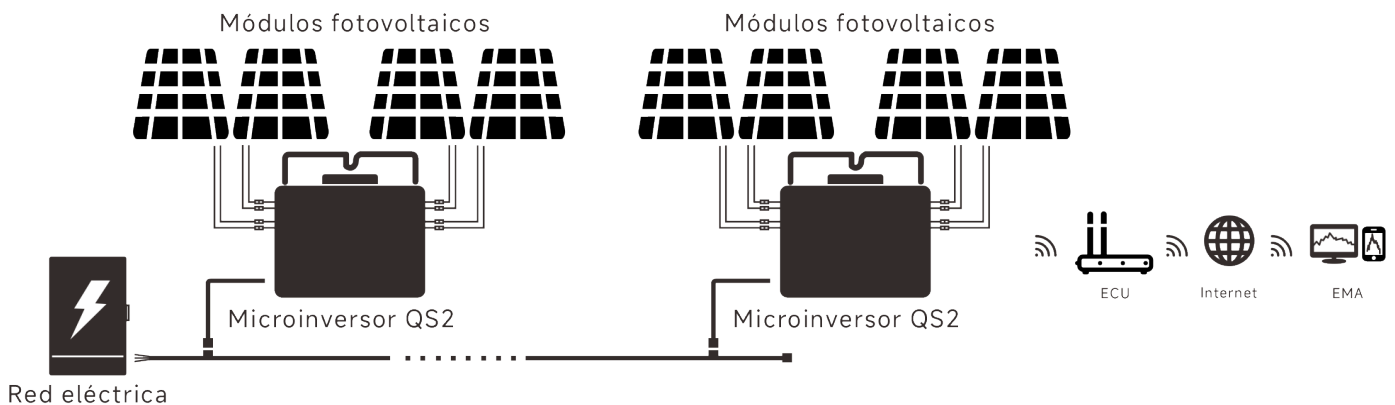 Módulos fotovoltaicos
Módulos fotovoltaicos
Microinversor QS2
Microinversor QS2
ECU
Internet
EMA
Red eléctrica